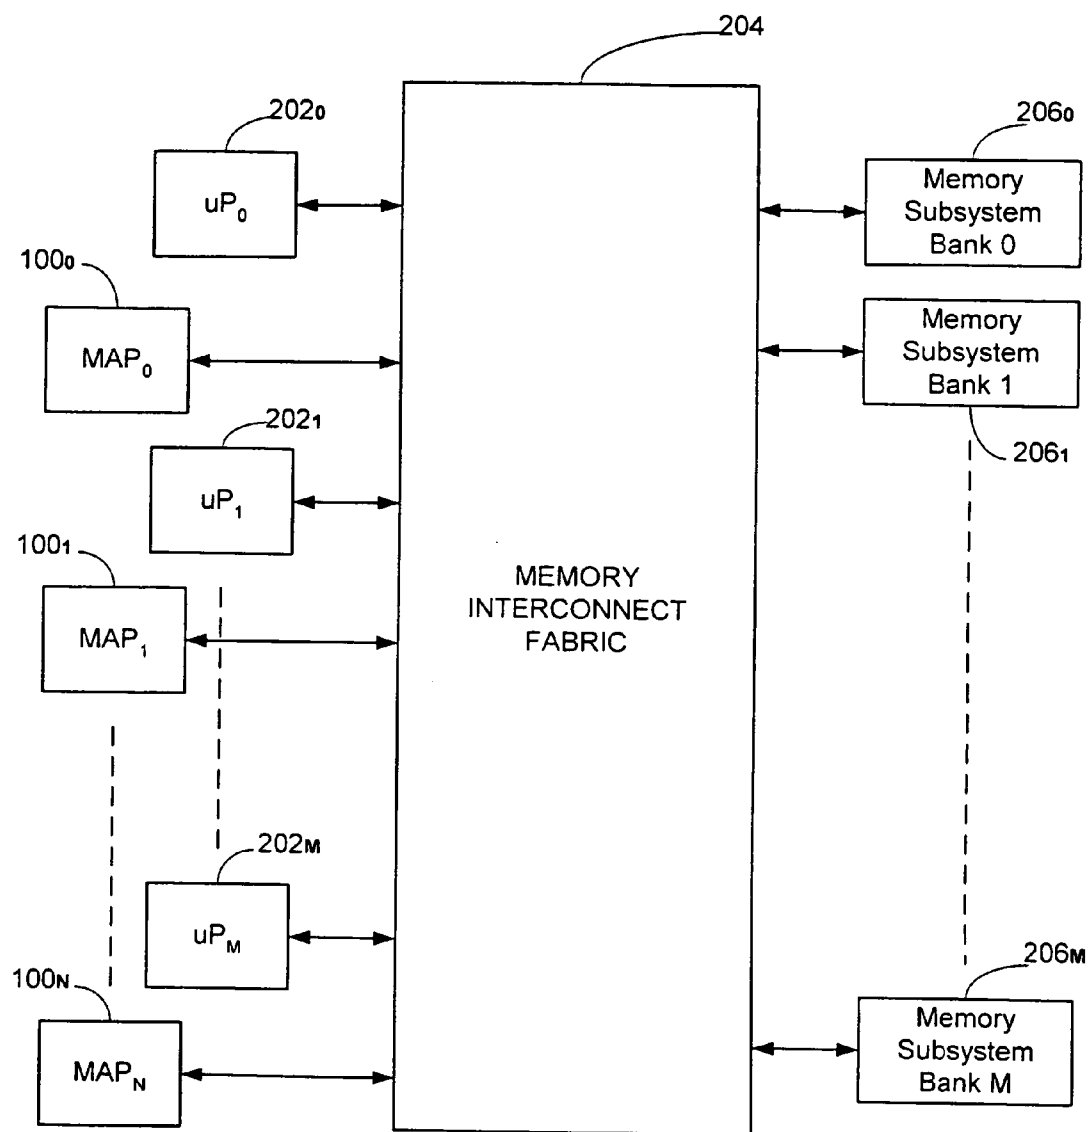 204
202₀
uP₀
100₀
MAP₀
202₁
uP₁
100₁
MAP₁
202M
uPM
100N
MAPN
MEMORY
INTERCONNECT
FABRIC
206₀
Memory
Subsystem
Bank 0
Memory
Subsystem
Bank 1
206₁
206M
Memory
Subsystem
Bank M